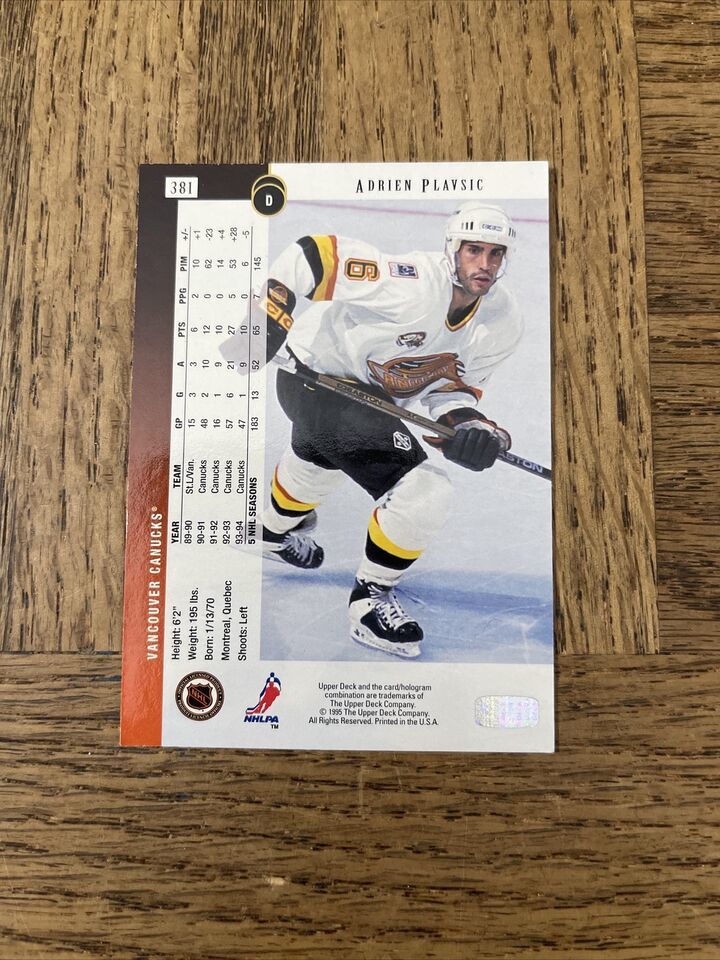 381
D
ADRIEN PLAVSIC
VANCOUVER CANUCKS®
Height: 6'2"
Weight: 195 lbs.
Born: 1/13/70
Montreal, Quebec
Shoots: Left
YEAR TEAM GP G A PTS PPG PIM +/-
89-90 St.L/Van. 15 3 3 6 2 10 +1
90-91 Canucks 48 2 10 12 0 62 -23
91-92 Canucks 16 1 9 10 0 14 +4
92-93 Canucks 57 6 21 27 5 53 +28
93-94 Canucks 47 1 9 10 0 6 -5
5 NHL SEASONS 183 13 52 65 7 145
6
EASTON
EASTON
NHL
NHLPA
TM
Upper Deck and the card/hologram
combination are trademarks of
The Upper Deck Company.
© 1995 The Upper Deck Company.
All Rights Reserved. Printed in the U.S.A.